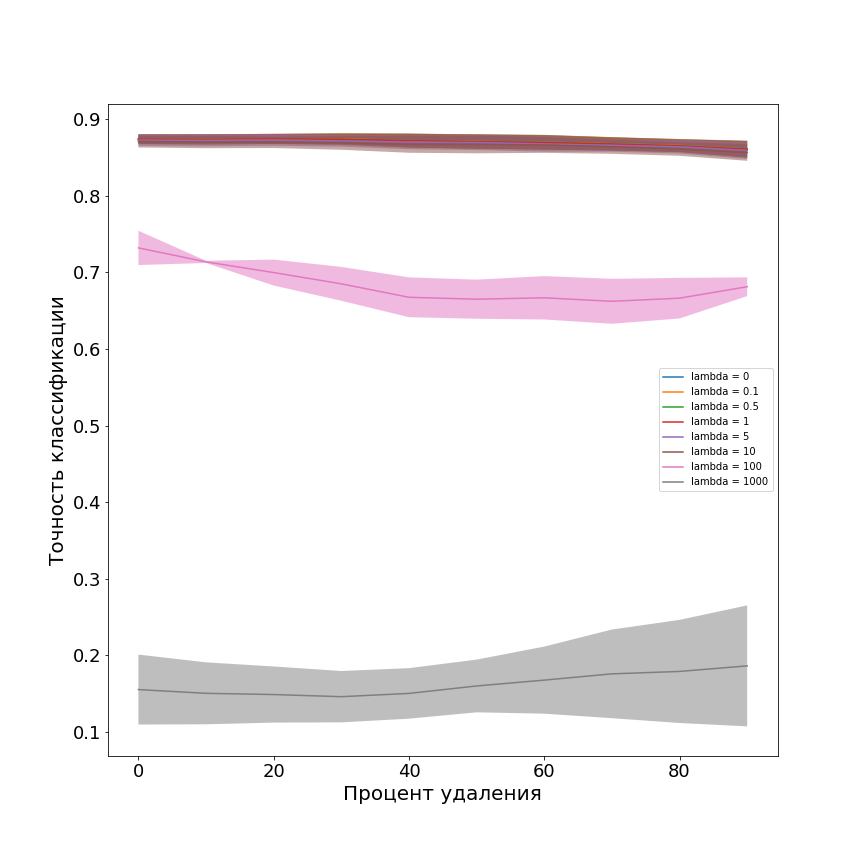 Точность классификации
0.9
0.8
0.7
0.6
0.5
0.4
0.3
0.2
0.1
lambda = 0
lambda = 0.1
lambda = 0.5
lambda = 1
lambda = 5
lambda = 10
lambda = 100
lambda = 1000
0 20 40 60 80
Процент удаления